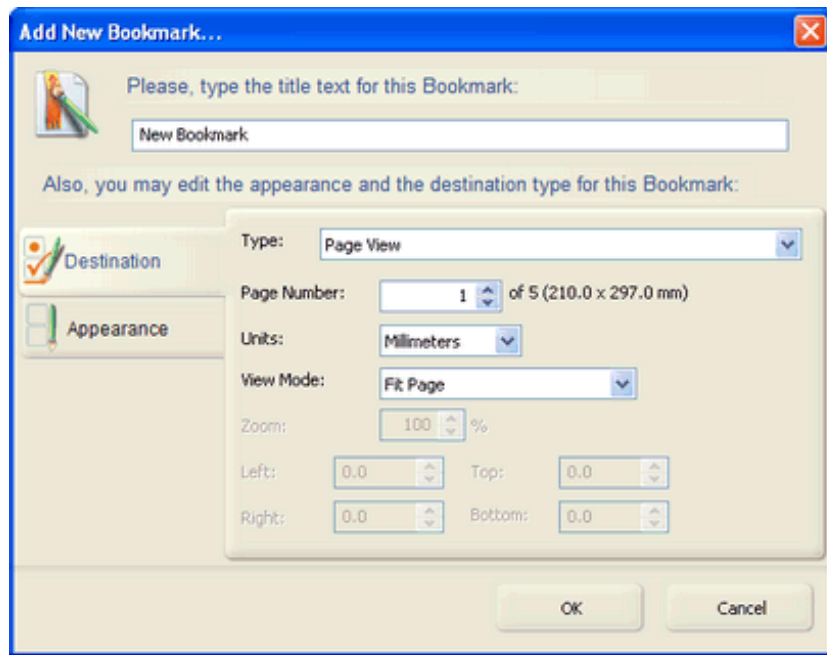 Add New Bookmark...
Please, type the title text for this Bookmark:
New Bookmark
Also, you may edit the appearance and the destination type for this Bookmark:
Destination
Appearance
Type: Page View
Page Number: 1 of 5 (210.0 x 297.0 mm)
Units: Millimeters
View Mode: Fit Page
Zoom: 100 %
Left: 0.0 Top: 0.0
Right: 0.0 Bottom: 0.0
OK Cancel